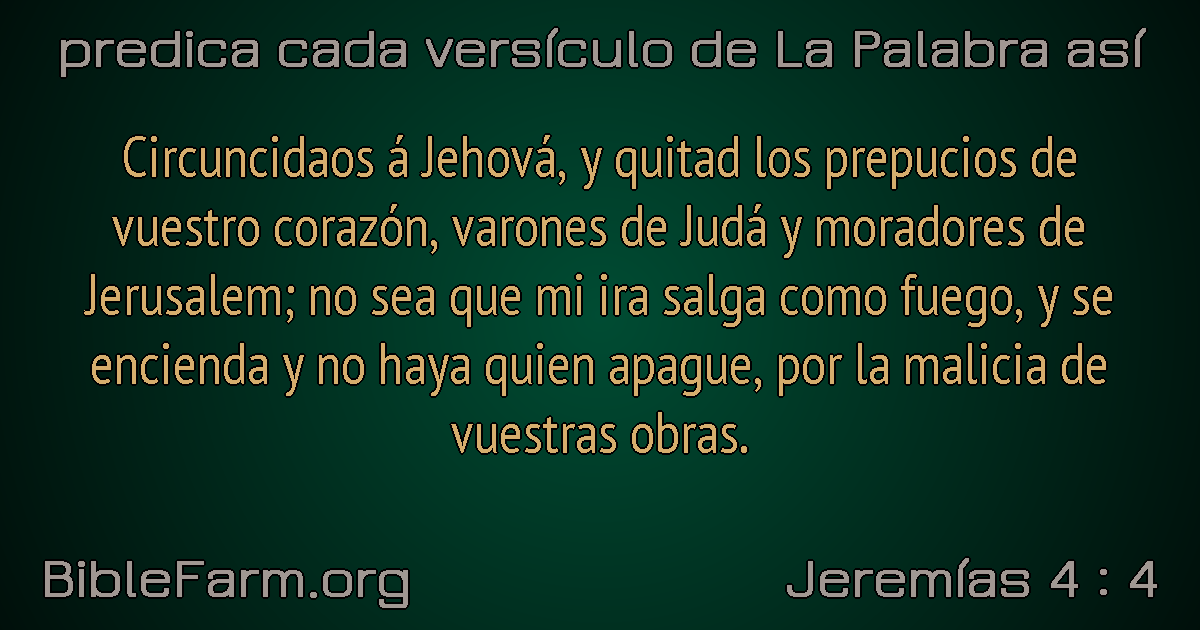 predica cada versículo de La Palabra así
Circuncidaos á Jehová, y quitad los prepucios de
vuestro corazón, varones de Judá y moradores de
Jerusalem; no sea que mi ira salga como fuego, y se
encienda y no haya quien apague, por la malicia de
vuestras obras.
BibleFarm.org
Jeremías 4 : 4